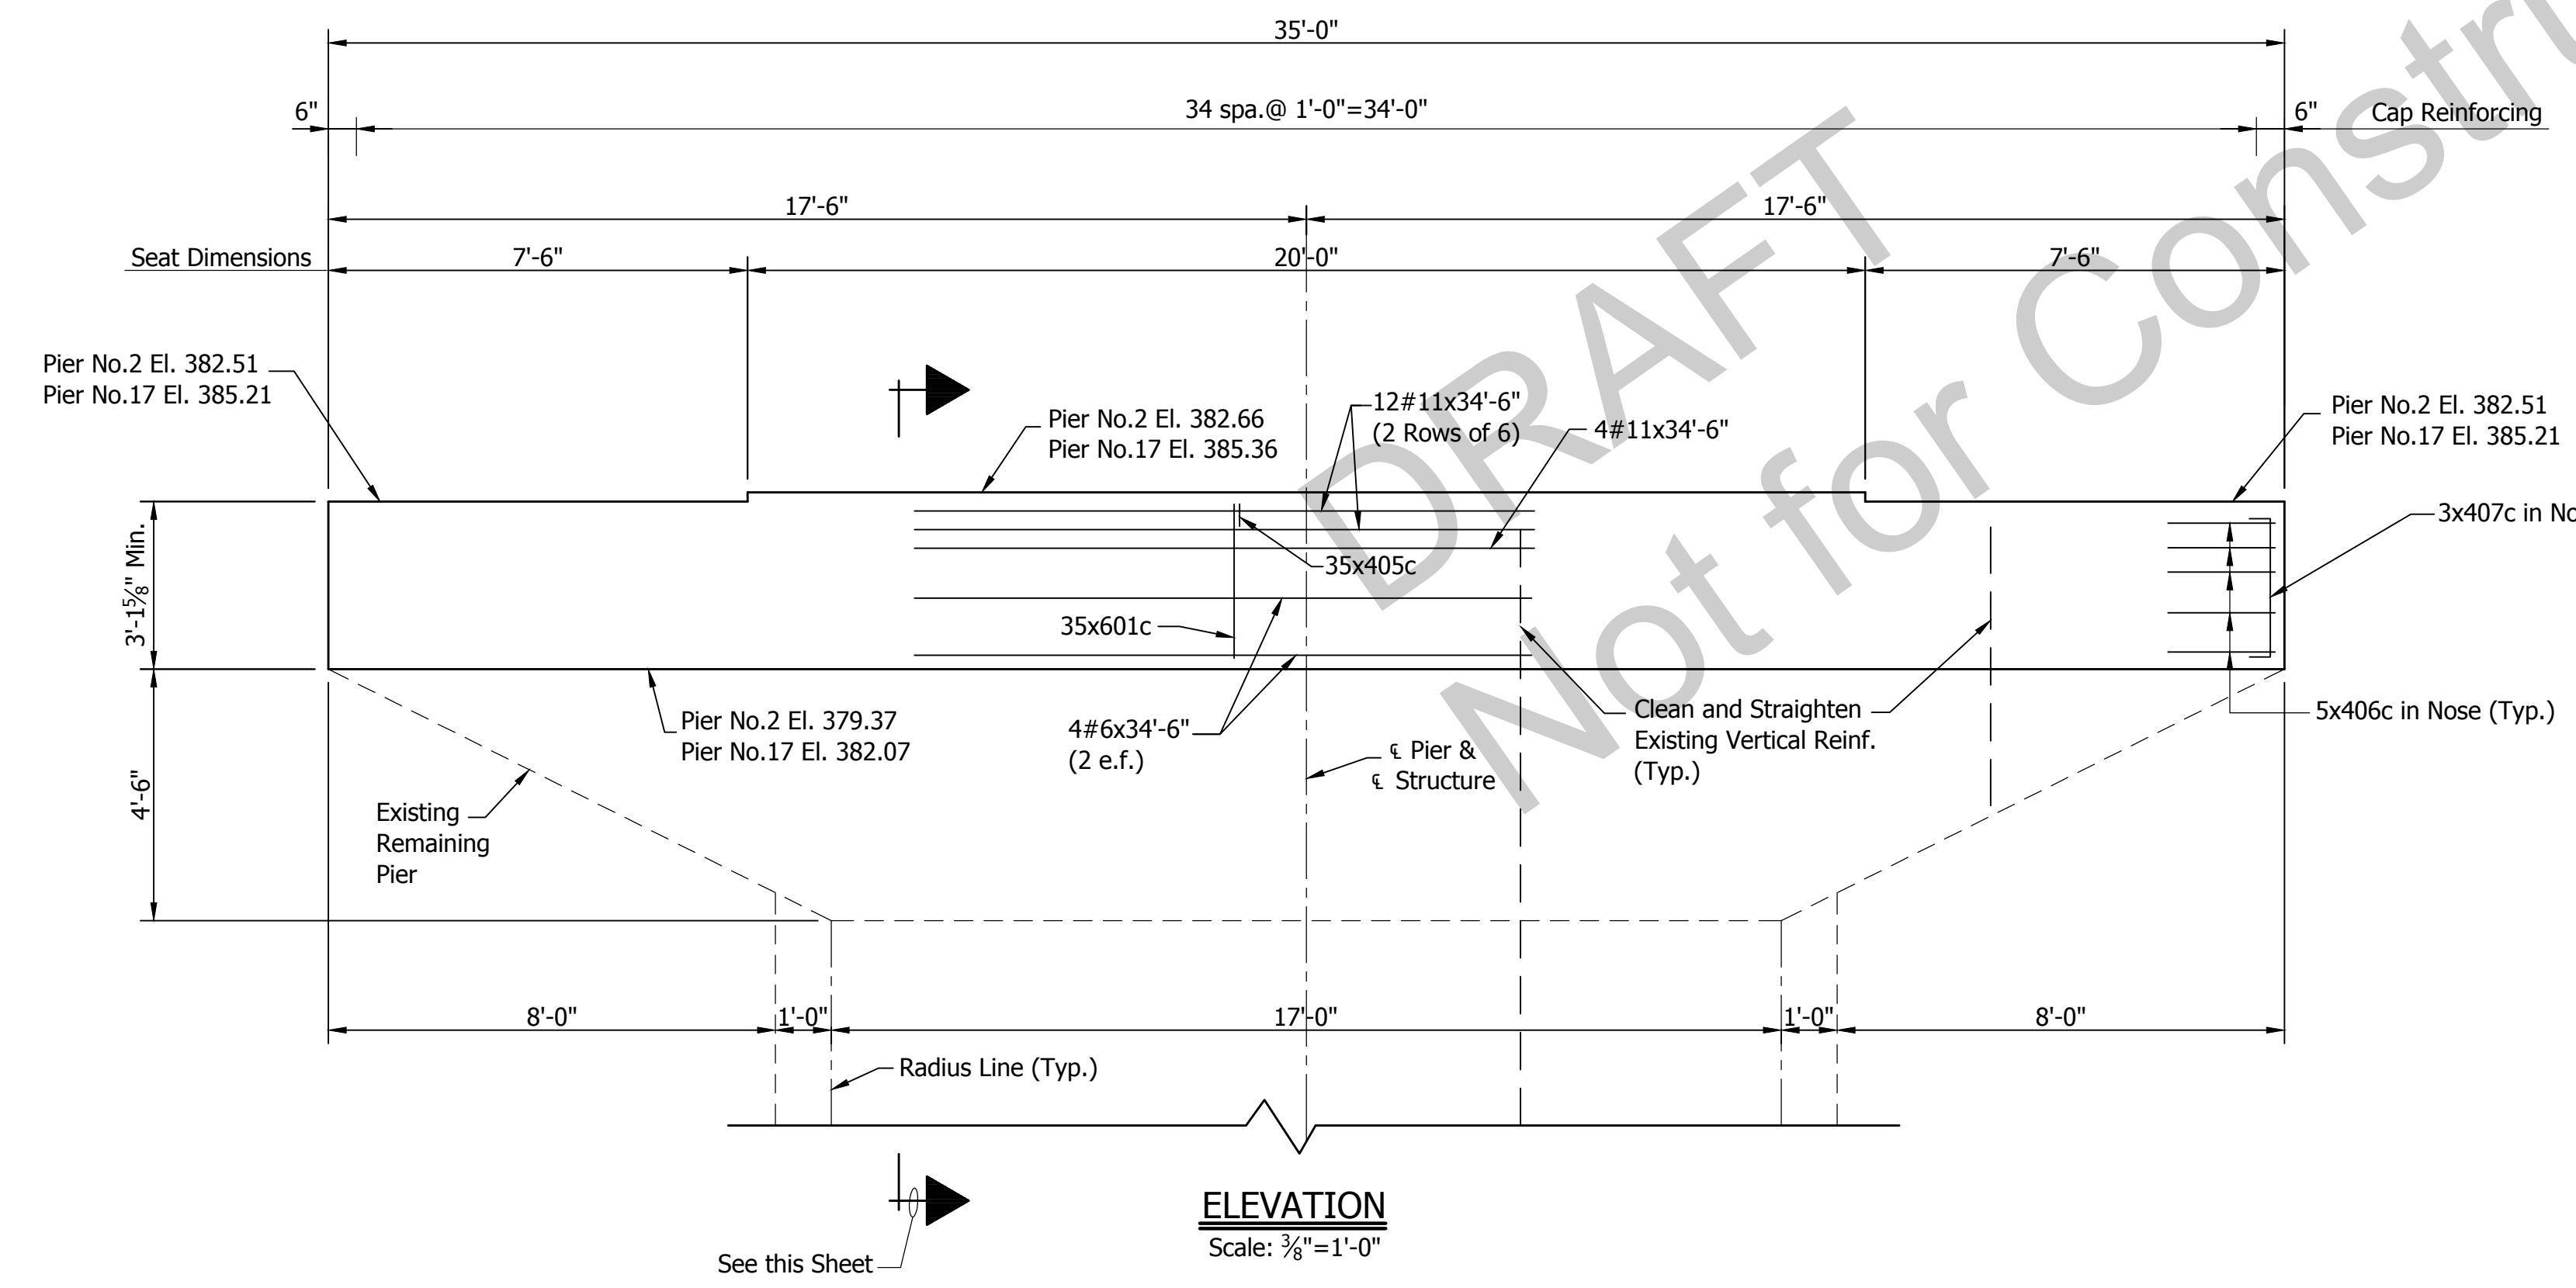 35'-0"
6"
34 spa.@ 1'-0"=34'-0"
6"
Cap Reinforcing
17'-6"
17'-6"
Seat Dimensions
7'-6"
20'-0"
7'-6"
Pier No.2 El. 382.51
Pier No.17 El. 385.21
Pier No.2 El. 382.66
Pier No.17 El. 385.36
12#11x34'-6"
(2 Rows of 6)
4#11x34'-6"
Pier No.2 El. 382.51
Pier No.17 El. 385.21
3'-1⅝" Min.
35x405c
35x601c
3x407c in
4'-6"
Pier No.2 El. 379.37
Pier No.17 El. 382.07
4#6x34'-6"
(2 e.f.)
℄ Pier &
℄ Structure
Clean and Straighten
Existing Vertical Reinf.
(Typ.)
5x406c in Nose (Typ.)
Existing
Remaining
Pier
8'-0"
1'-0"
17'-0"
1'-0"
8'-0"
Radius Line (Typ.)
See this Sheet
ELEVATION
Scale: ⅜"=1'-0"
DRAFT
Not for